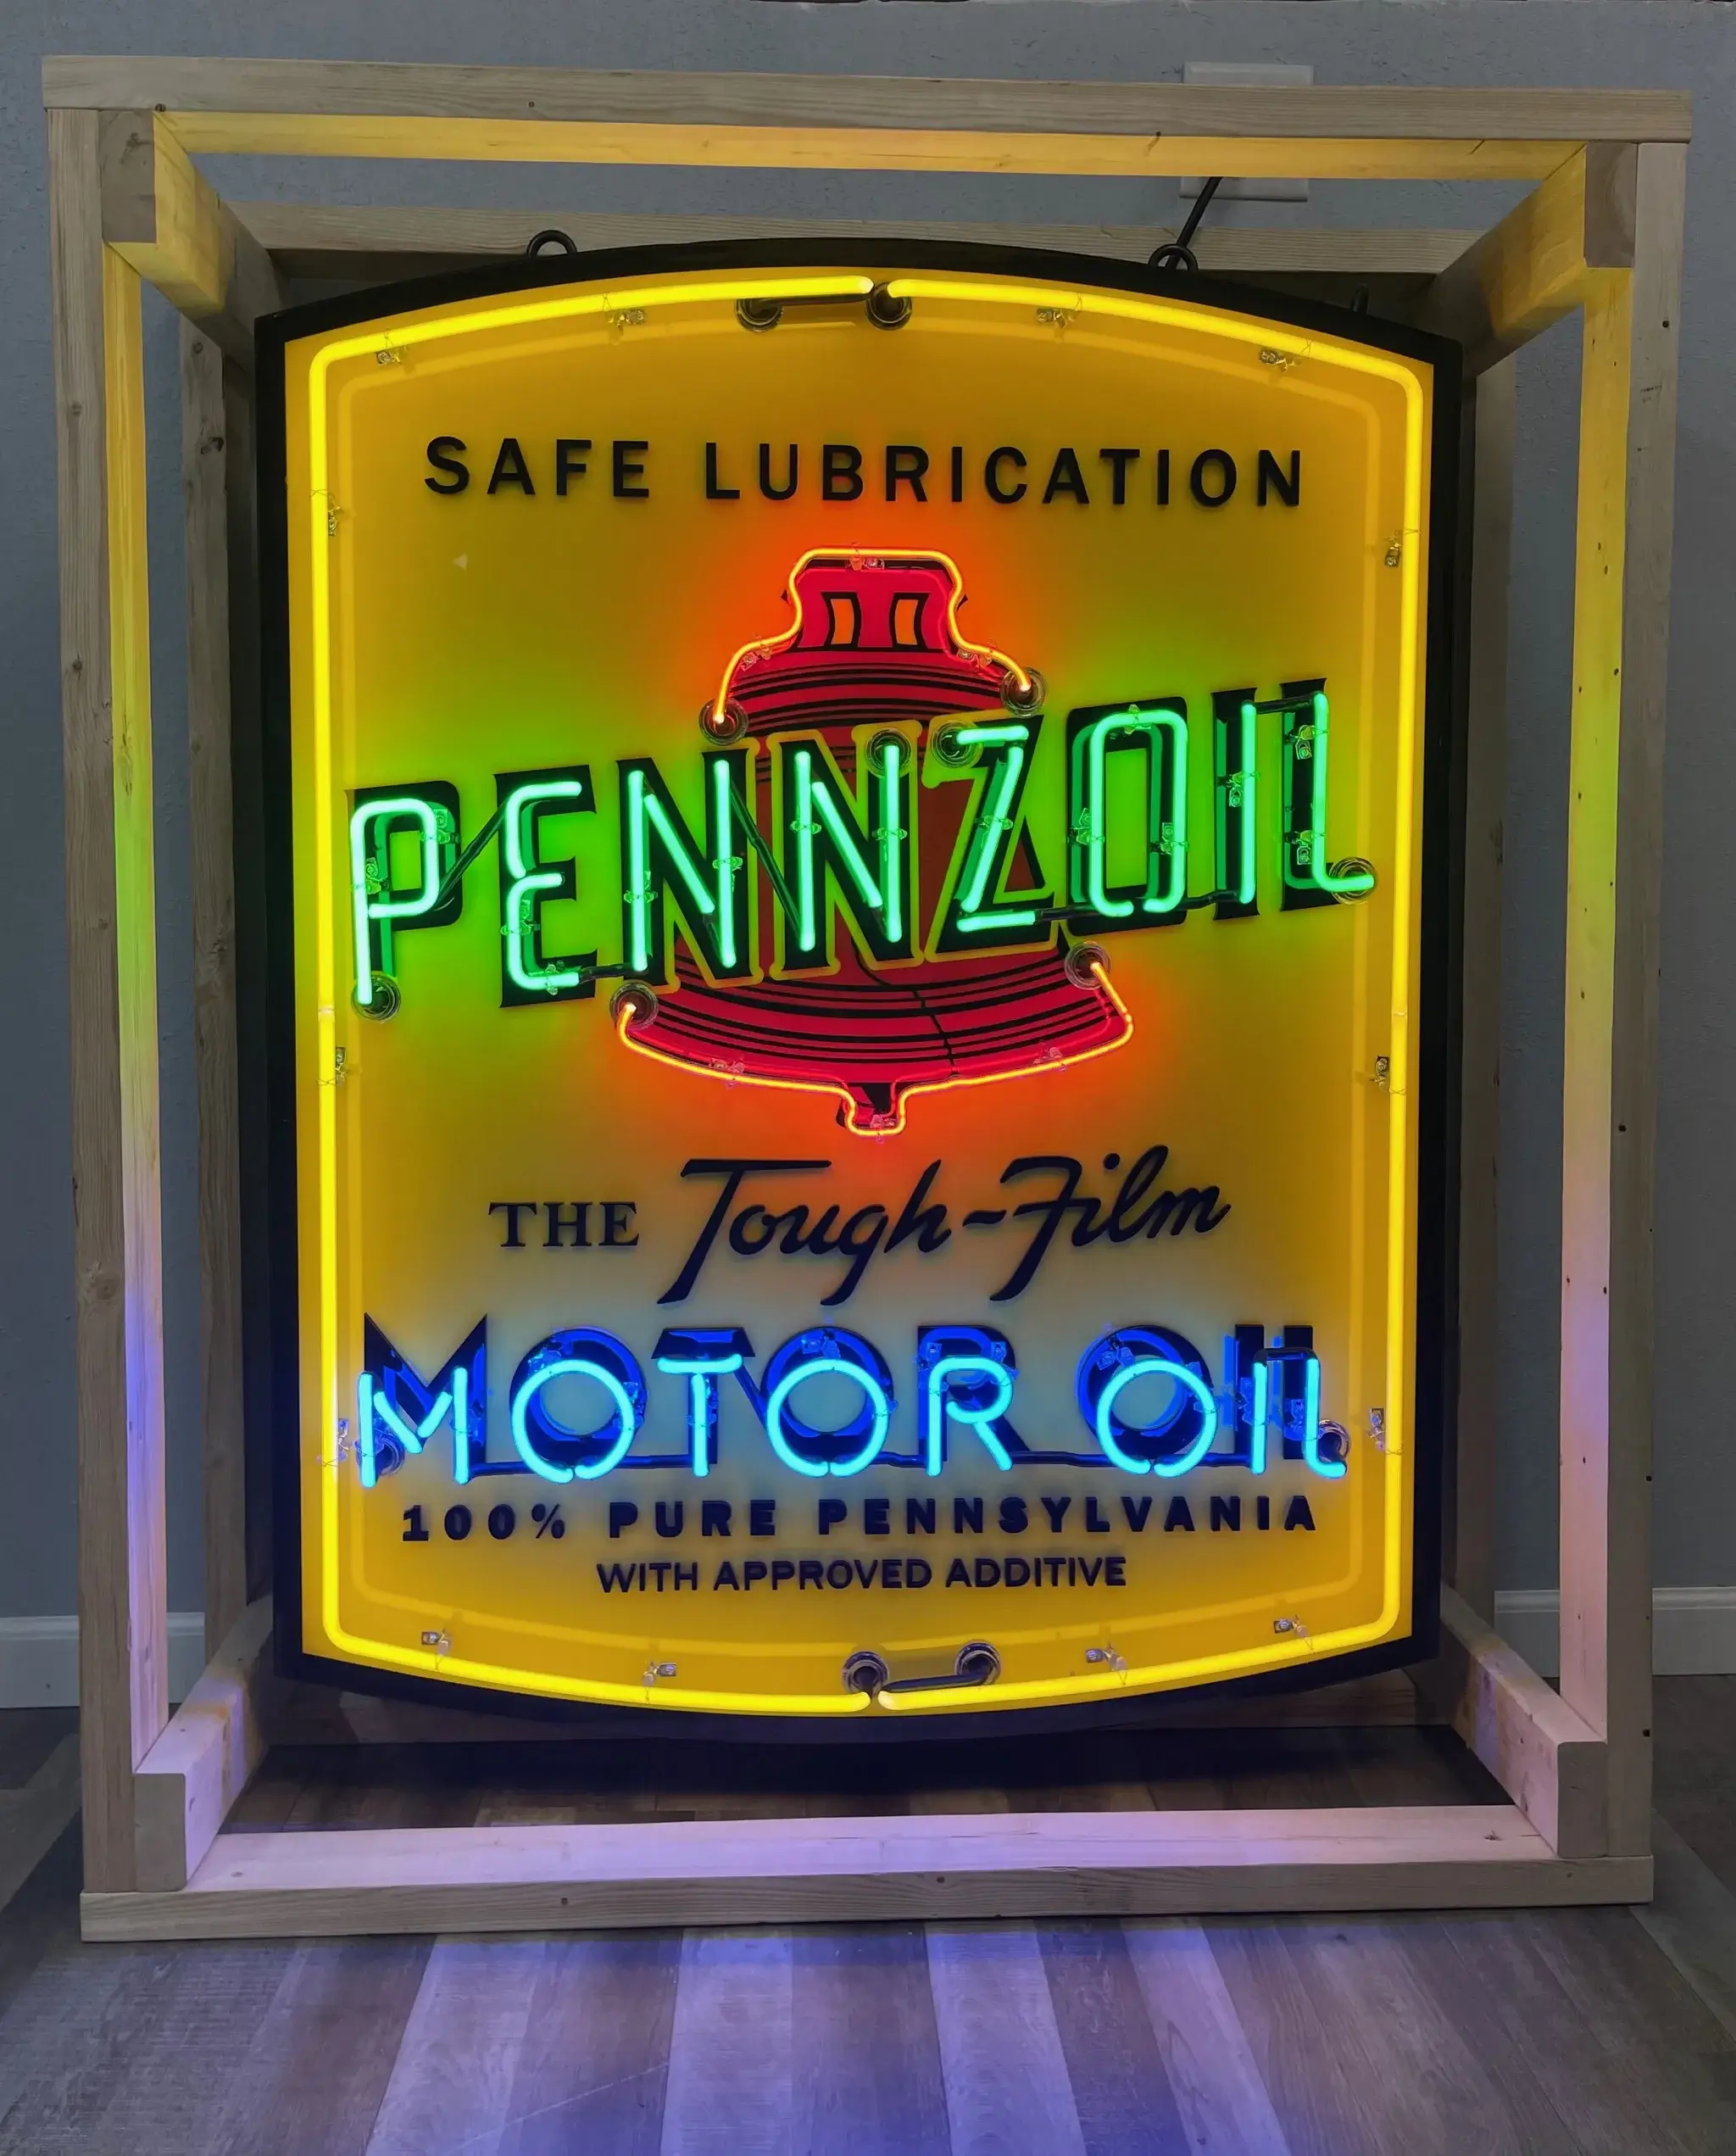 SAFE LUBRICATION
PENNZOIL
THE Tough-Film
MOTOR OIL
100% PURE PENNSYLVANIA
WITH APPROVED ADDITIVE